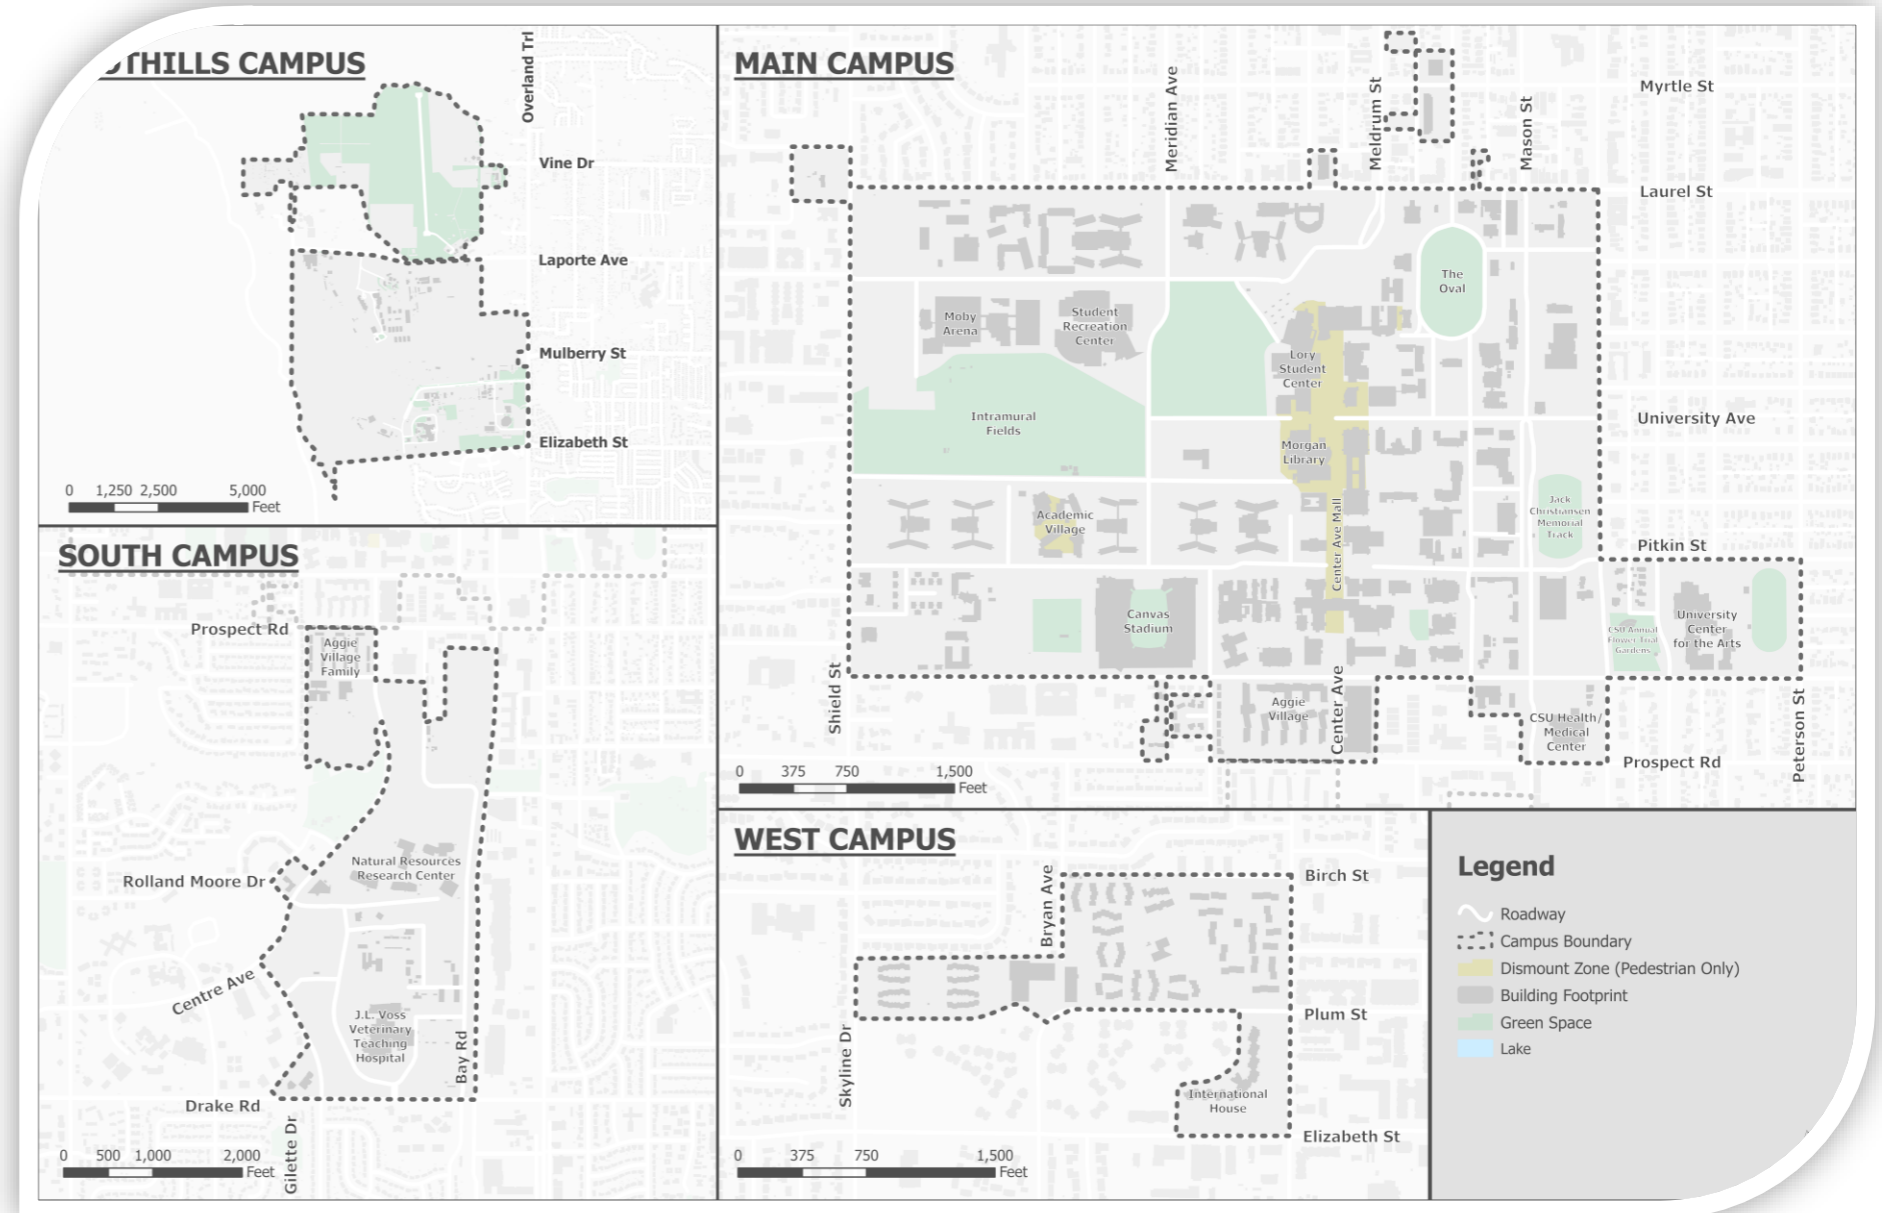 THILLS CAMPUS
Overland Trl
Vine Dr
Laporte Ave
Mulberry St
Elizabeth St
0 1,250 2,500 5,000
Feet
SOUTH CAMPUS
Prospect Rd
Aggie
Village
Family
Natural Resources
Research Center
Rolland Moore Dr
Centre Ave
J.L. Voss
Veterinary
Teaching
Hospital
Bay Rd
Drake Rd
Gilette Dr
0 500 1,000 2,000
Feet
MAIN CAMPUS
Meridian Ave
Meldrum St
Mason St
Myrtle St
Laurel St
The
Oval
Moby
Arena
Student
Recreation
Center
Lory
Student
Center
Intramural
Fields
University Ave
Morgan
Library
Academic
Village
Center Ave Mall
Jack
Christiansen
Memorial
Track
Pitkin St
Canvas
Stadium
CSU Annual
Flower Trial
Gardens
University
Center
for the Arts
Shield St
Aggie
Village
Center Ave
CSU Health/
Medical
Center
Prospect Rd
Peterson St
0 375 750 1,500
Feet
WEST CAMPUS
Bryan Ave
Birch St
Plum St
Skyline Dr
International
House
Elizabeth St
0 375 750 1,500
Feet
Legend
Roadway
Campus Boundary
Dismount Zone (Pedestrian Only)
Building Footprint
Green Space
Lake